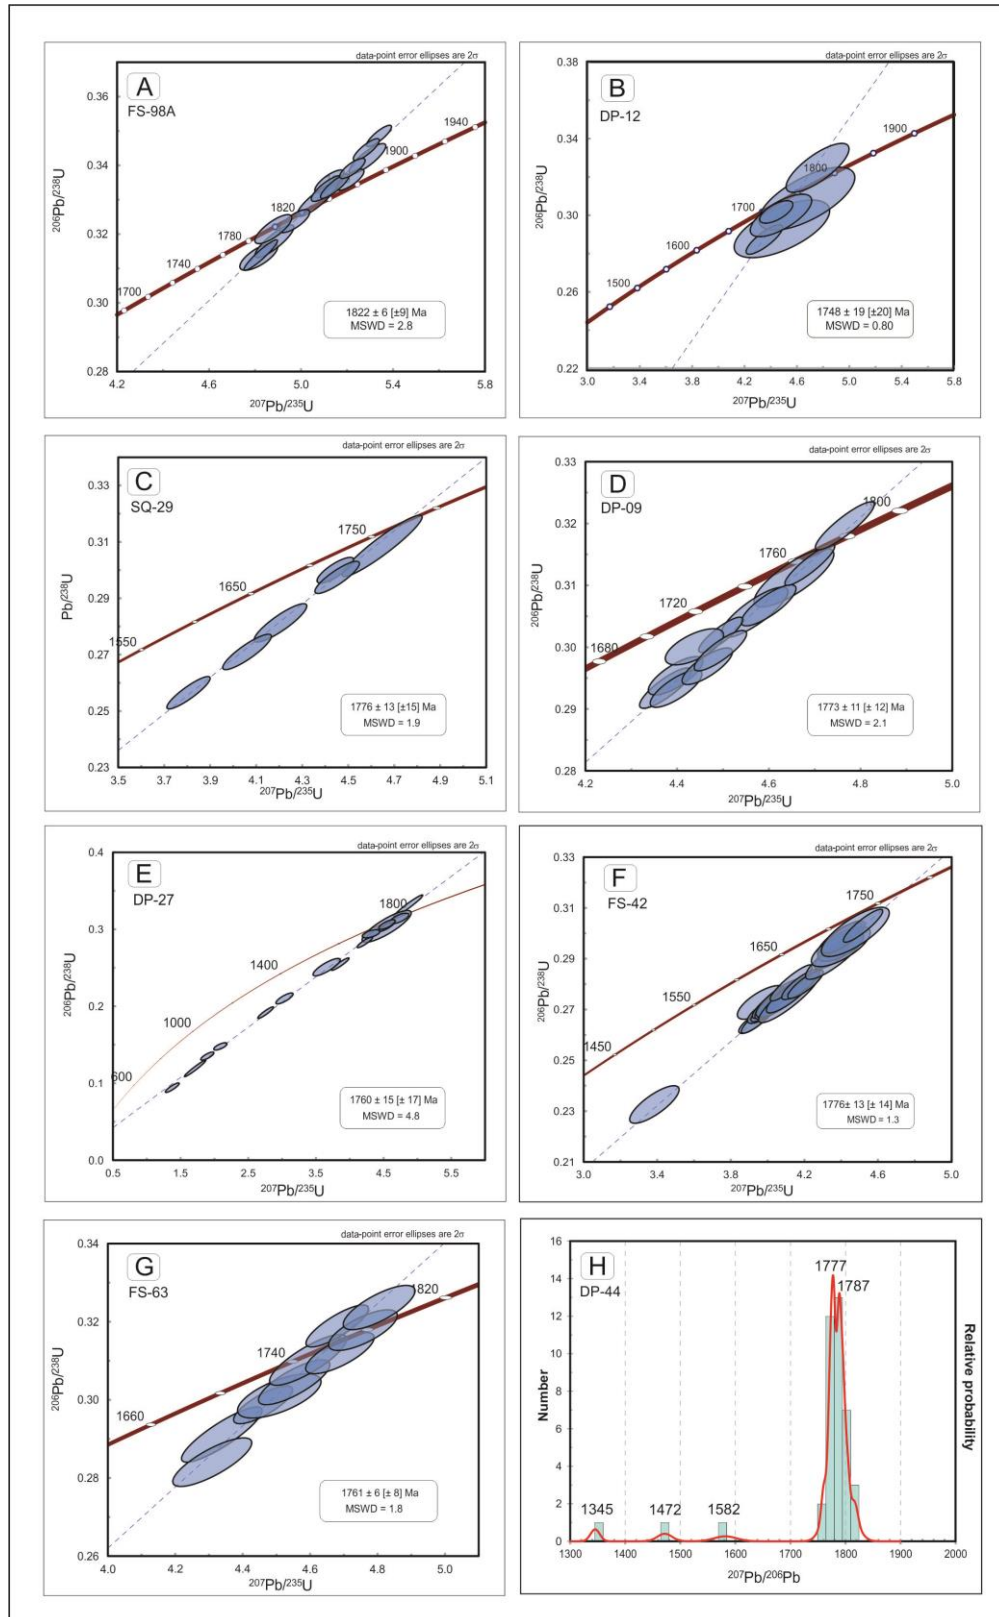 data-point error ellipses are 2σ
A
FS-98A
0.36
0.34
0.32
0.30
0.28
²⁰⁶Pb/²³⁸U
1700
1740
1780
1820
1900
1940
1822 ± 6 [±9] Ma
MSWD = 2.8
4.2
4.6
5.0
5.4
5.8
²⁰⁷Pb/²³⁵U
data-point error ellipses are 2σ
B
DP-12
0.38
0.34
0.30
0.26
0.22
²⁰⁶Pb/²³⁸U
1500
1600
1700
1800
1900
1748 ± 19 [±20] Ma
MSWD = 0.80
3.0
3.4
3.8
4.2
4.6
5.0
5.4
5.8
²⁰⁷Pb/²³⁵U
data-point error ellipses are 2σ
C
SQ-29
0.33
0.31
0.29
0.27
0.25
0.23
Pb/²³⁸U
1550
1650
1750
1776 ± 13 [±15] Ma
MSWD = 1.9
3.5
3.7
3.9
4.1
4.3
4.5
4.7
4.9
5.1
²⁰⁷Pb/²³⁵U
data-point error ellipses are 2σ
D
DP-09
0.33
0.32
0.31
0.30
0.29
0.28
²⁰⁶Pb/²³⁸U
1680
1720
1760
1800
1773 ± 11 [± 12] Ma
MSWD = 2.1
4.2
4.4
4.6
4.8
5.0
²⁰⁷Pb/²³⁵U
data-point error ellipses are 2σ
E
DP-27
0.4
0.3
0.2
0.1
0.0
²⁰⁶Pb/²³⁸U
600
1000
1400
1800
1760 ± 15 [± 17] Ma
MSWD = 4.8
0.5
1.5
2.5
3.5
4.5
5.5
²⁰⁷Pb/²³⁵U
data-point error ellipses are 2σ
F
FS-42
0.33
0.31
0.29
0.27
0.25
0.23
0.21
²⁰⁶Pb/²³⁸U
1450
1550
1650
1750
1776± 13 [± 14] Ma
MSWD = 1.3
3.0
3.4
3.8
4.2
4.6
5.0
²⁰⁷Pb/²³⁵U
data-point error ellipses are 2σ
G
FS-63
0.34
0.32
0.30
0.28
0.26
²⁰⁶Pb/²³⁸U
1660
1740
1820
1761 ± 6 [± 8] Ma
MSWD = 1.8
4.0
4.2
4.4
4.6
4.8
5.0
²⁰⁷Pb/²³⁵U
H
DP-44
16
14
12
10
8
6
4
2
0
Number
Relative probability
1777
1787
1345
1472
1582
1300
1400
1500
1600
1700
1800
1900
2000
²⁰⁷Pb/²⁰⁶Pb